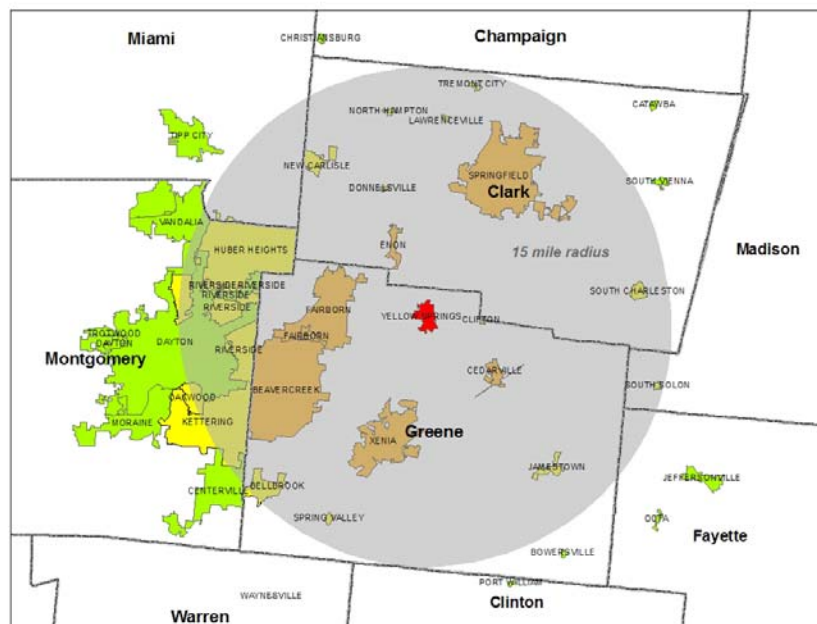 Miami
CHRISTIANSBURG
Champaign
TREMONT CITY
CATAWBA
NORTH HAMPTON
LAWRENCEVILLE
TIPP CITY
NEW CARLISLE
SPRINGFIELD
DONNELSVILLE
Clark
SOUTH VIENNA
VANDALIA
HUBER HEIGHTS
ENON
15 mile radius
Madison
RIVERSIDE RIVERSIDE
RIVERSIDE
RIVERSIDE
SOUTH CHARLESTON
FAIRBORN
YELLOW SPRINGS
CLIFTON
TROTWOOD
DAYTON
DAYTON
FAIRBORN
RIVERSIDE
Montgomery
CEDARVILLE
BEAVERCREEK
SOUTH SOLON
OAKWOOD
MORAINE
KETTERING
XENIA
Greene
JAMESTOWN
JEFFERSONVILLE
CENTERVILLE
BELLBROOK
SPRING VALLEY
OCTA
Fayette
BOWERSVILLE
PORT WILLIAM
WAYNESVILLE
Clinton
Warren